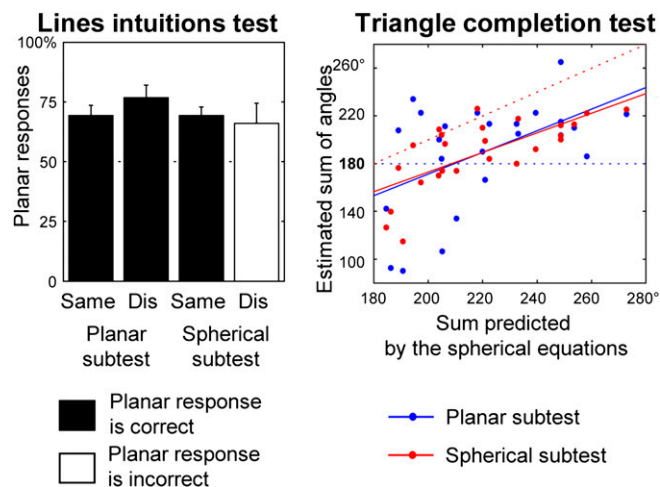 Lines intuitions test
Planar responses
100%
75
50
25
0
Same Dis Same Dis
Planar subtest
Spherical subtest
Planar response
is correct
Planar response
is incorrect
Triangle completion test
Estimated sum of angles
260°
220
180
140
100
180 200 220 240 260 280°
Sum predicted
by the spherical equations
Planar subtest
Spherical subtest